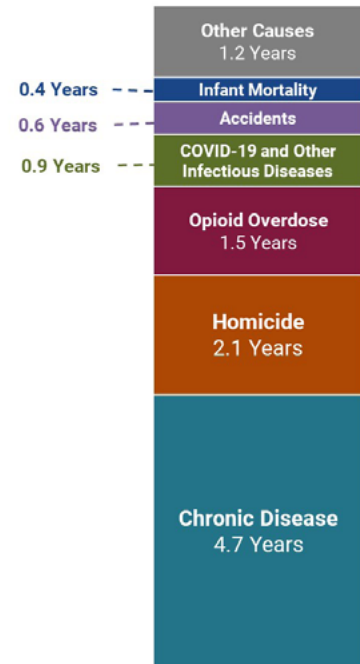 Other Causes
1.2 Years
0.4 Years
Infant Mortality
0.6 Years
Accidents
0.9 Years
COVID-19 and Other
Infectious Diseases
Opioid Overdose
1.5 Years
Homicide
2.1 Years
Chronic Disease
4.7 Years